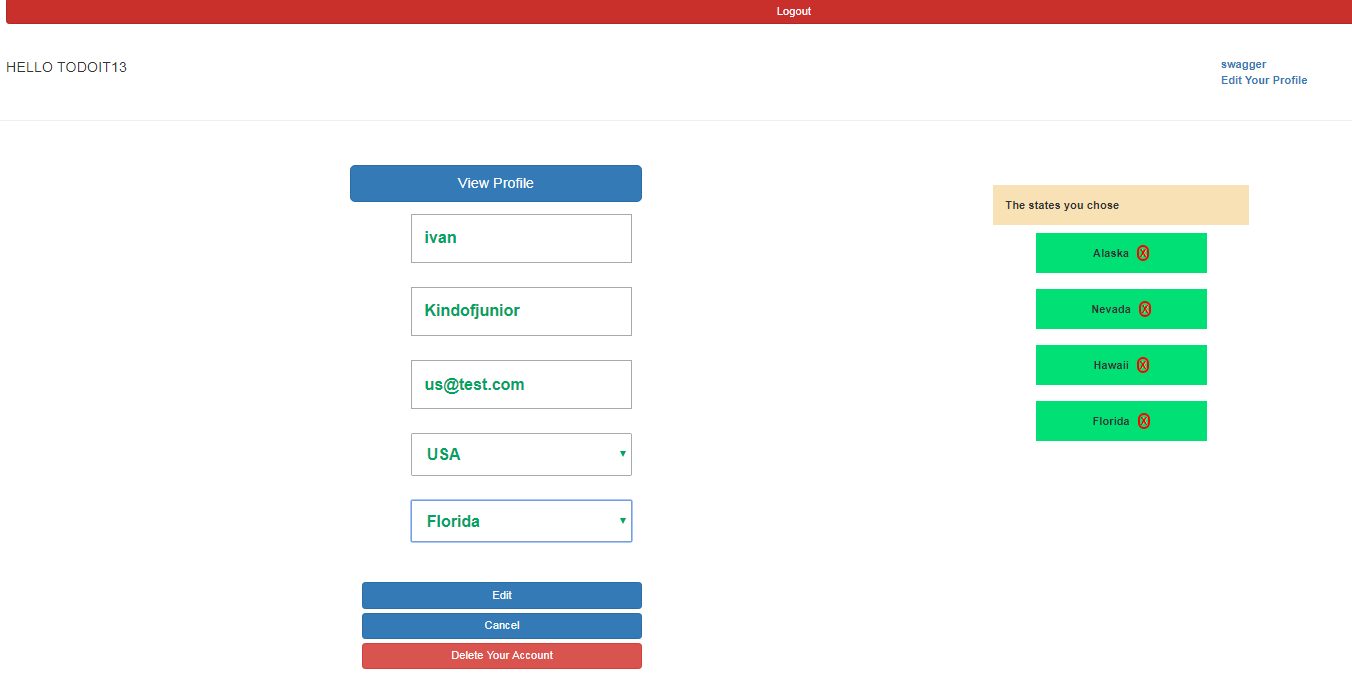 Logout
HELLO TODOIT13
swagger
Edit Your Profile
View Profile
ivan
Kindofjunior
us@test.com
USA
Florida
Edit
Cancel
Delete Your Account
The states you chose
Alaska X
Nevada X
Hawaii X
Florida X